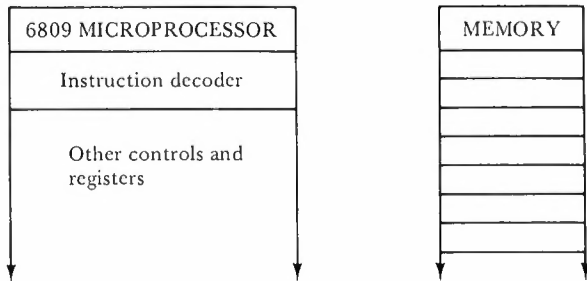 6809 MICROPROCESSOR
Instruction decoder
Other controls and
registers
MEMORY